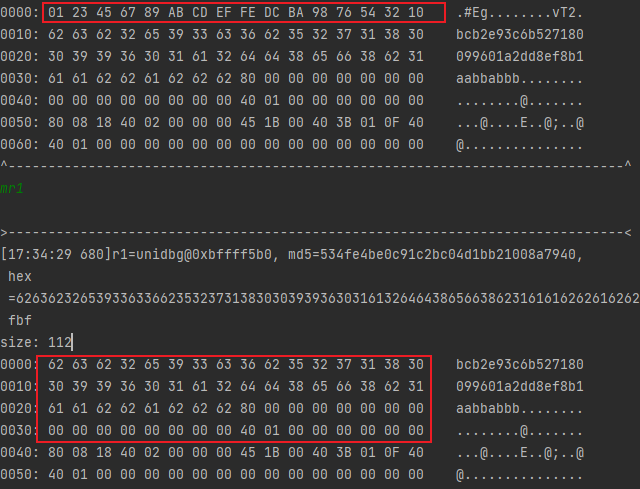 0000: 01 23 45 67 89 AB CD EF FE DC BA 98 76 54 32 10 .#Eg........vT2.
0010: 62 63 62 32 65 39 33 63 36 62 35 32 37 31 38 30 bcb2e93c6b527180
0020: 30 39 39 36 30 31 61 32 64 64 38 65 66 38 62 31 099601a2dd8ef8b1
0030: 61 61 62 62 61 62 62 62 80 00 00 00 00 00 00 00 aabbabbb........
0040: 00 00 00 00 00 00 00 00 40 01 00 00 00 00 00 00 ........@.......
0050: 80 08 18 40 02 00 00 00 45 1B 00 40 3B 01 0F 40 ...@....E..@;..@
0060: 40 01 00 00 00 00 00 00 00 00 00 00 00 00 00 00 @...............
^-----------------------------------------------------------------------------^
mr1
>-----------------------------------------------------------------------------<
[17:34:29 680]r1=unidbg@0xbffff5b0, md5=534fe4be0c91c2bc04d1bb21008a7940,
hex
=6263623265393363366235323731383030393936303161326464386566386231616162626162626​2
fbf
size: 112
0000: 62 63 62 32 65 39 33 63 36 62 35 32 37 31 38 30 bcb2e93c6b527180
0010: 30 39 39 36 30 31 61 32 64 64 38 65 66 38 62 31 099601a2dd8ef8b1
0020: 61 61 62 62 61 62 62 62 80 00 00 00 00 00 00 00 aabbabbb........
0030: 00 00 00 00 00 00 00 00 40 01 00 00 00 00 00 00 ........@.......
0040: 80 08 18 40 02 00 00 00 45 1B 00 40 3B 01 0F 40 ...@....E..@;..@
0050: 40 01 00 00 00 00 00 00 00 00 00 00 00 00 00 00 @...............